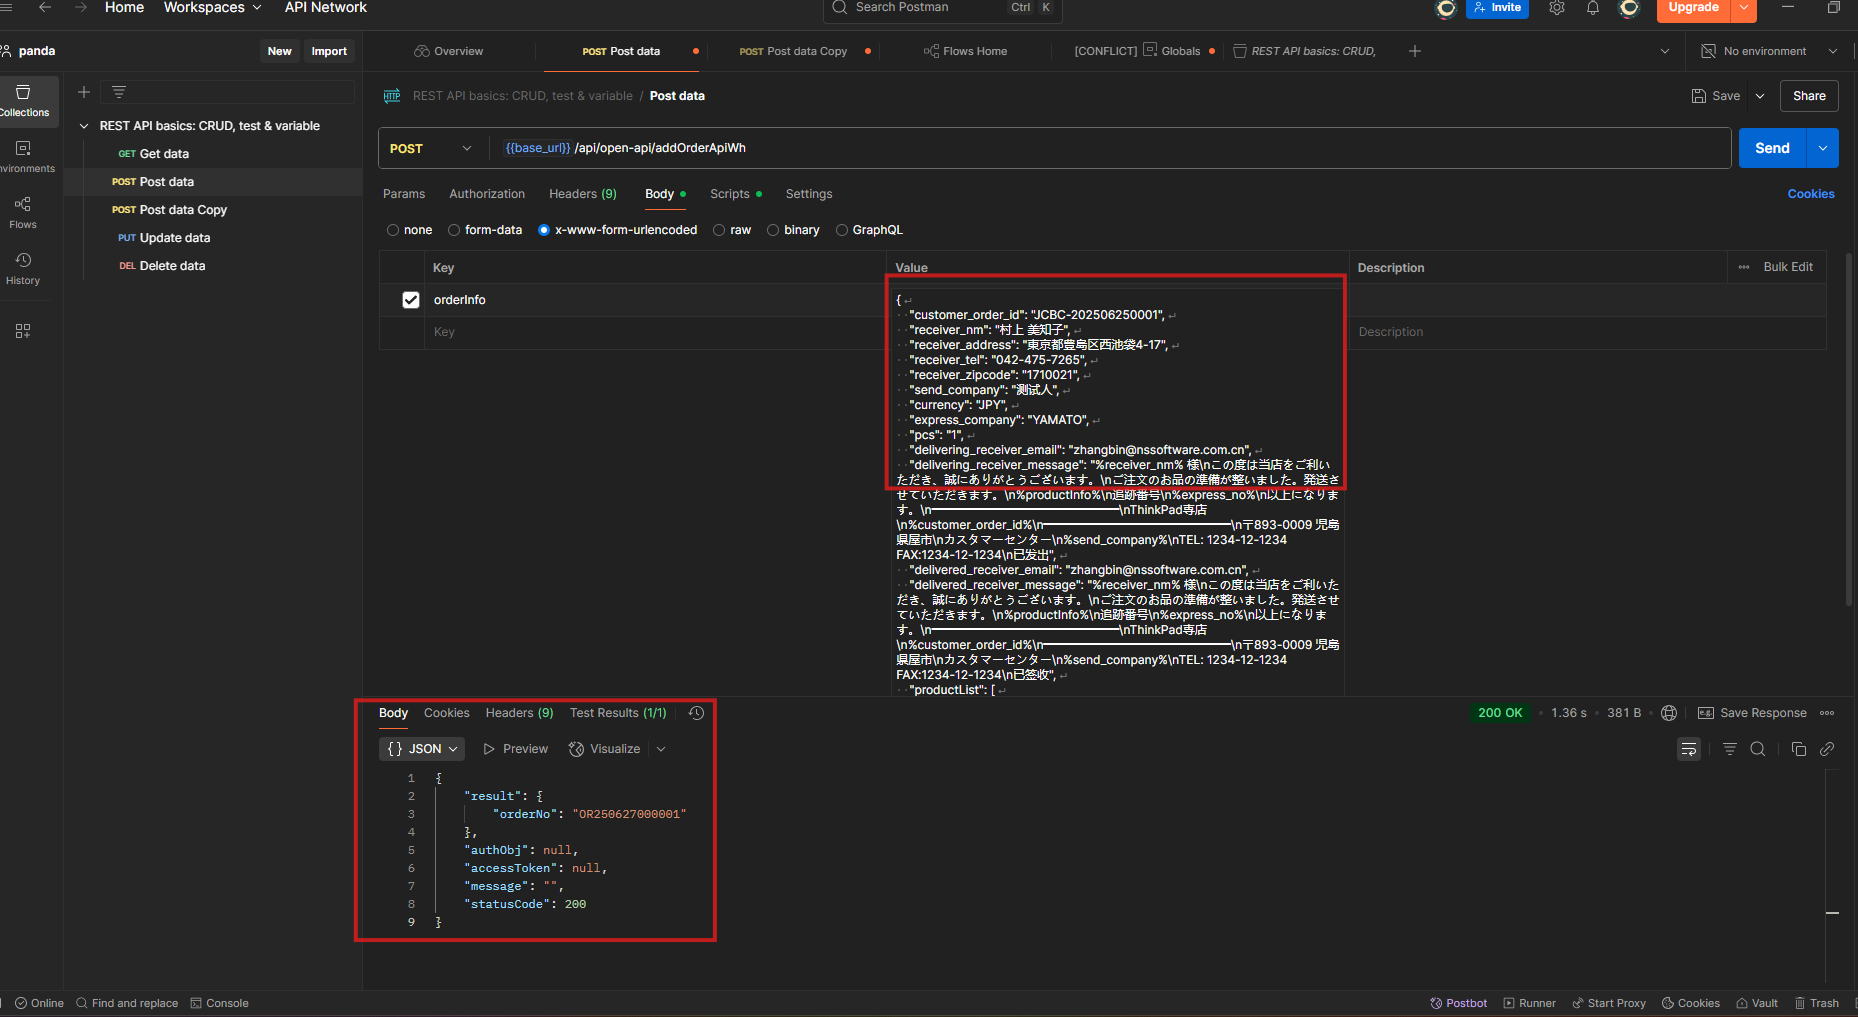 Home Workspaces API Network Search Postman Ctrl K Invite Upgrade
panda New Import Overview POST Post data POST Post data Copy Flows Home [CONFLICT] Globals REST API basics: CRUD, No environment
Collections
REST API basics: CRUD, test & variable / Post data Save Share
REST API basics: CRUD, test & variable
GET Get data
POST Post data
POST Post data Copy
PUT Update data
DEL Delete data
nvironments
Flows
History
POST {{base_url}} /api/open-api/addOrderApiWh Send
Params Authorization Headers (9) Body Scripts Settings Cookies
none form-data x-www-form-urlencoded raw binary GraphQL
Key Value Description Bulk Edit
orderInfo
Key Description
{
"customer_order_id": "JCBC-202506250001",
"receiver_nm": "村上 美知子",
"receiver_address": "東京都豊島区西池袋4-17",
"receiver_tel": "042-475-7265",
"receiver_zipcode": "1710021",
"send_company": "测试人",
"currency": "JPY",
"express_company": "YAMATO",
"pcs": "1",
"delivering_receiver_email": "zhangbin@nssoftware.com.cn",
"delivering_receiver_message": "%receiver_nm% 様\nこの度は当店をご利い
ただき、誠にありがとうございます。\nご注文のお品の準備が整いました。発送さ
せていただきます。\n%productInfo%\n追跡番号\n%express_no%\n以上になりま
す。\n━━━━━━━━━━━━━━━━━\nThinkPad専店
\n%customer_order_id%\n━━━━━━━━━━━━━━━━━\n〒893-0009 児島
県屋市\nカスタマーセンター\n%send_company%\nTEL: 1234-12-1234
FAX:1234-12-1234\n已发出",
"delivered_receiver_email": "zhangbin@nssoftware.com.cn",
"delivered_receiver_message": "%receiver_nm% 様\nこの度は当店をご利いた
だき、誠にありがとうございます。\nご注文のお品の準備が整いました。発送させ
ていただきます。\n%productInfo%\n追跡番号\n%express_no%\n以上になりま
す。\n━━━━━━━━━━━━━━━━━\nThinkPad専店
\n%customer_order_id%\n━━━━━━━━━━━━━━━━━\n〒893-0009 児島
県屋市\nカスタマーセンター\n%send_company%\nTEL: 1234-12-1234
FAX:1234-12-1234\n已签收",
"productList": [
Body Cookies Headers (9) Test Results (1/1) 200 OK 1.36 s 381 B e.g. Save Response
{} JSON Preview Visualize
1 {
2 "result": {
3 "orderNo": "OR250627000001"
4 },
5 "authObj": null,
6 "accessToken": null,
7 "message": "",
8 "statusCode": 200
9 }
Online Find and replace Console Postbot Runner Start Proxy Cookies Vault Trash